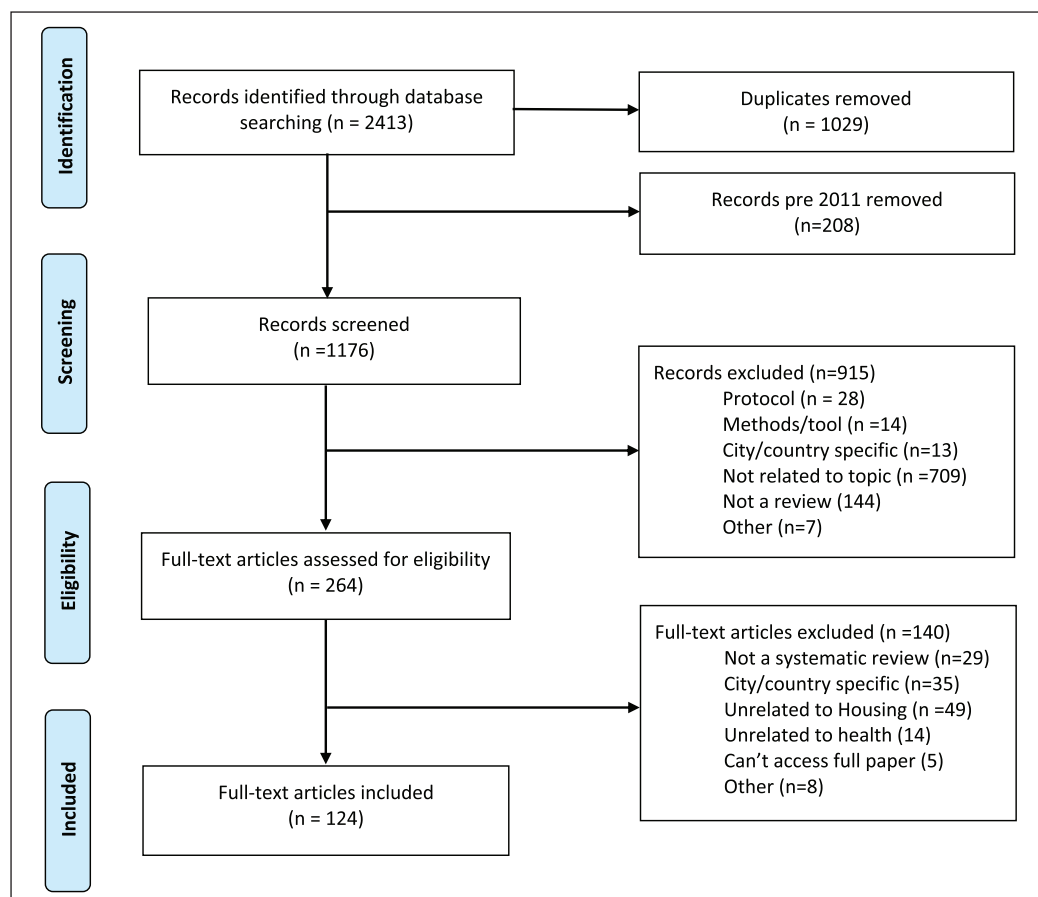 Identification
Records identified through database
searching (n = 2413)
Duplicates removed
(n = 1029)
Records pre 2011 removed
(n=208)
Screening
Records screened
(n =1176)
Records excluded (n=915)
Protocol (n = 28)
Methods/tool (n =14)
City/country specific (n=13)
Not related to topic (n =709)
Not a review (144)
Other (n=7)
Eligibility
Full-text articles assessed for eligibility
(n = 264)
Full-text articles excluded (n =140)
Not a systematic review (n=29)
City/country specific (n=35)
Unrelated to Housing (n =49)
Unrelated to health (14)
Can’t access full paper (5)
Other (n=8)
Included
Full-text articles included
(n = 124)